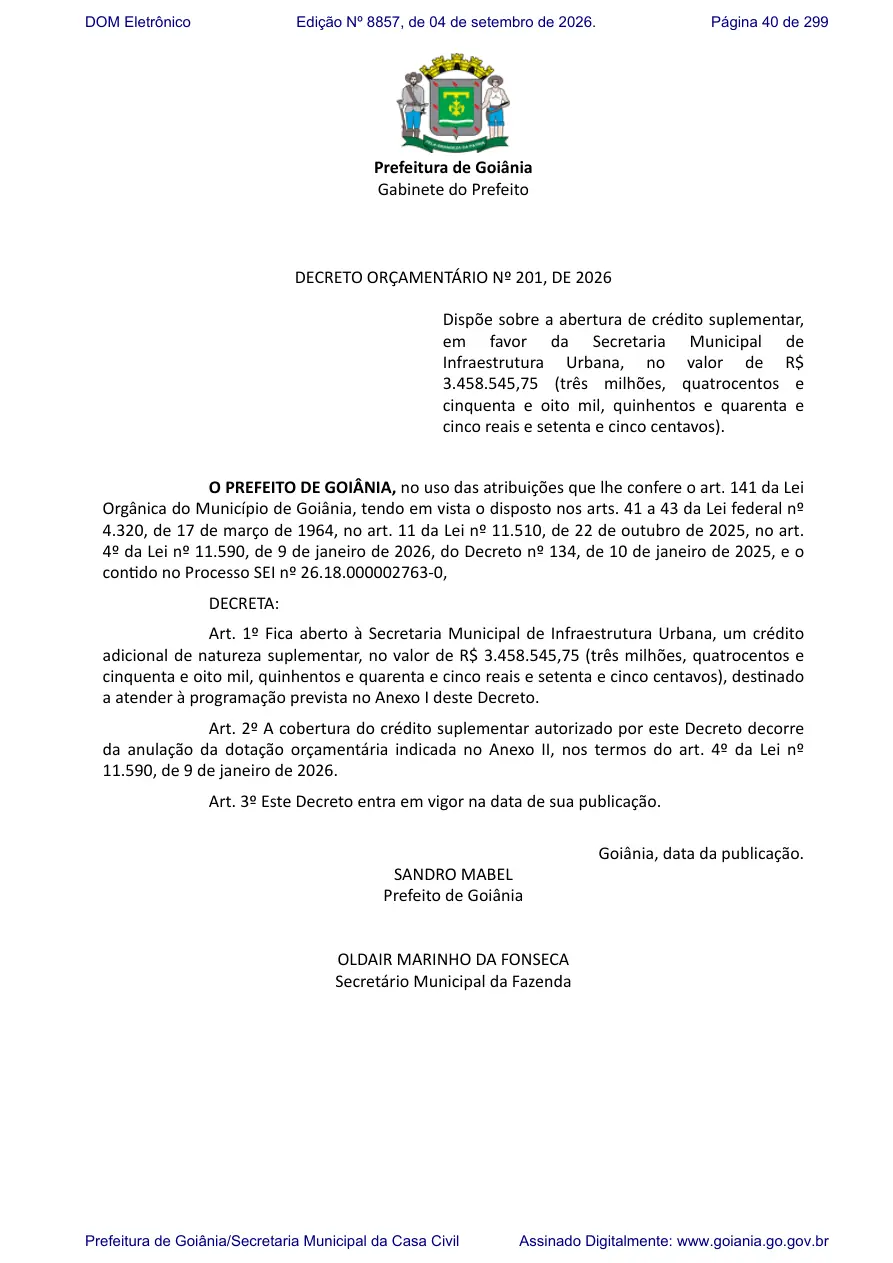 DOM Eletrônico Edição Nº 8857, de 04 de setembro de 2026. Página 40 de 299
Prefeitura de Goiânia
Gabinete do Prefeito
DECRETO ORÇAMENTÁRIO Nº 201, DE 2026
Dispõe sobre a abertura de crédito suplementar,
em favor da Secretaria Municipal de
Infraestrutura Urbana, no valor de R$
3.458.545,75 (três milhões, quatrocentos e
cinquenta e oito mil, quinhentos e quarenta e
cinco reais e setenta e cinco centavos).
O PREFEITO DE GOIÂNIA, no uso das atribuições que lhe confere o art. 141 da Lei
Orgânica do Município de Goiânia, tendo em vista o disposto nos arts. 41 a 43 da Lei federal nº
4.320, de 17 de março de 1964, no art. 11 da Lei nº 11.510, de 22 de outubro de 2025, no art.
4º da Lei nº 11.590, de 9 de janeiro de 2026, do Decreto nº 134, de 10 de janeiro de 2025, e o
contido no Processo SEI nº 26.18.000002763-0,
DECRETA:
Art. 1º Fica aberto à Secretaria Municipal de Infraestrutura Urbana, um crédito
adicional de natureza suplementar, no valor de R$ 3.458.545,75 (três milhões, quatrocentos e
cinquenta e oito mil, quinhentos e quarenta e cinco reais e setenta e cinco centavos), destinado
a atender à programação prevista no Anexo I deste Decreto.
Art. 2º A cobertura do crédito suplementar autorizado por este Decreto decorre
da anulação da dotação orçamentária indicada no Anexo II, nos termos do art. 4º da Lei nº
11.590, de 9 de janeiro de 2026.
Art. 3º Este Decreto entra em vigor na data de sua publicação.
Goiânia, data da publicação.
SANDRO MABEL
Prefeito de Goiânia
OLDAIR MARINHO DA FONSECA
Secretário Municipal da Fazenda
Prefeitura de Goiânia/Secretaria Municipal da Casa Civil Assinado Digitalmente: www.goiania.go.gov.br